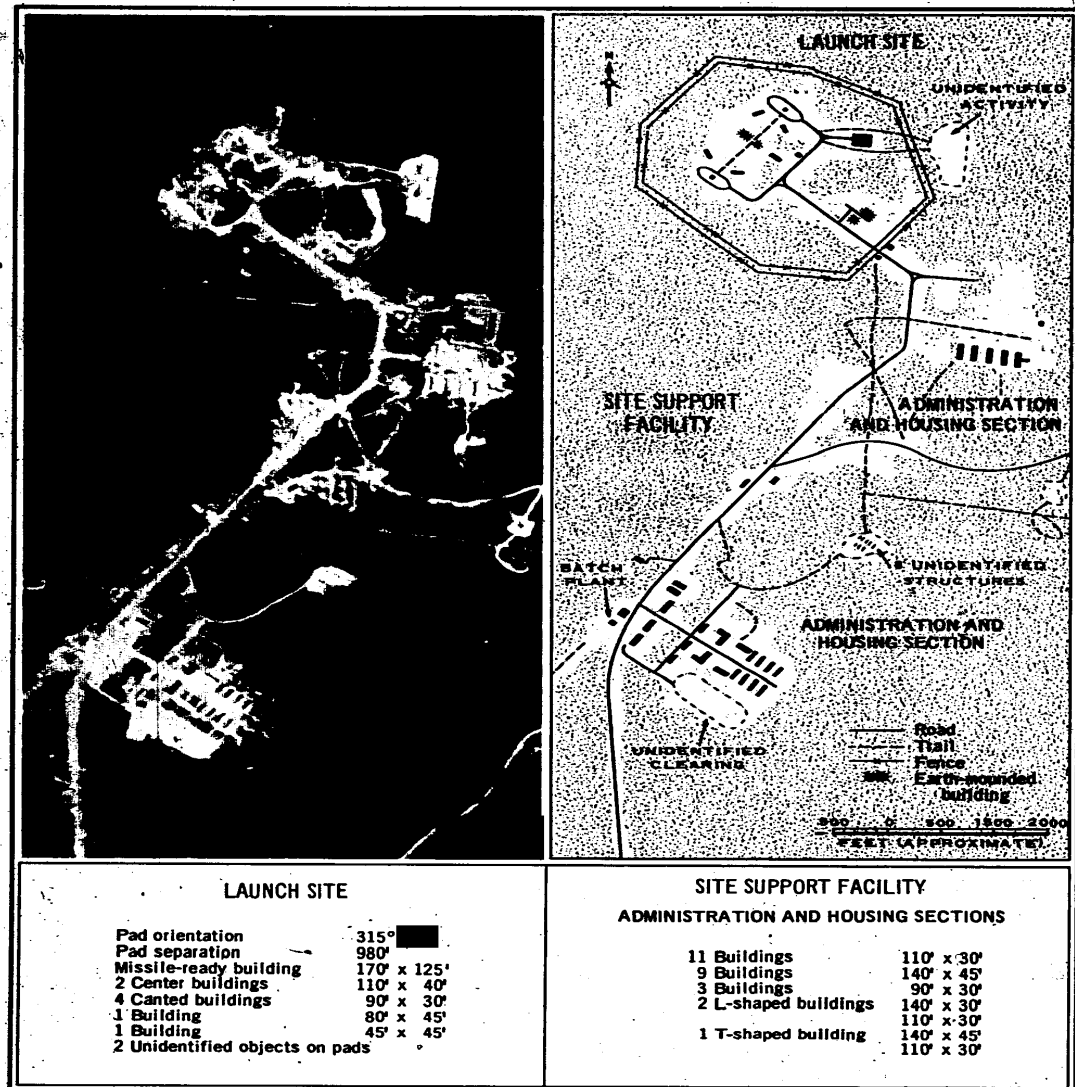 LAUNCH SITE
N
UNIDENTIFIED
ACTIVITY
SITE SUPPORT
FACILITY
ADMINISTRATION
AND HOUSING SECTION
BATCH
PLANT
8 UNIDENTIFIED
STRUCTURES
ADMINISTRATION AND
HOUSING SECTION
UNIDENTIFIED
CLEARING
Road
Trail
Fence
Earth-mounded
building
500 0 500 1500 2000
FEET (APPROXIMATE)
LAUNCH SITE
Pad orientation 315°
Pad separation 980'
Missile-ready building 170' x 125'
2 Center buildings 110' x 40'
4 Canted buildings 90' x 30'
1 Building 80' x 45'
1 Building 45' x 45'
2 Unidentified objects on pads
SITE SUPPORT FACILITY
ADMINISTRATION AND HOUSING SECTIONS
11 Buildings 110' x 30'
9 Buildings 140' x 45'
3 Buildings 90' x 30'
2 L-shaped buildings 140' x 30'
110' x 30'
1 T-shaped building 140' x 45'
110' x 30'